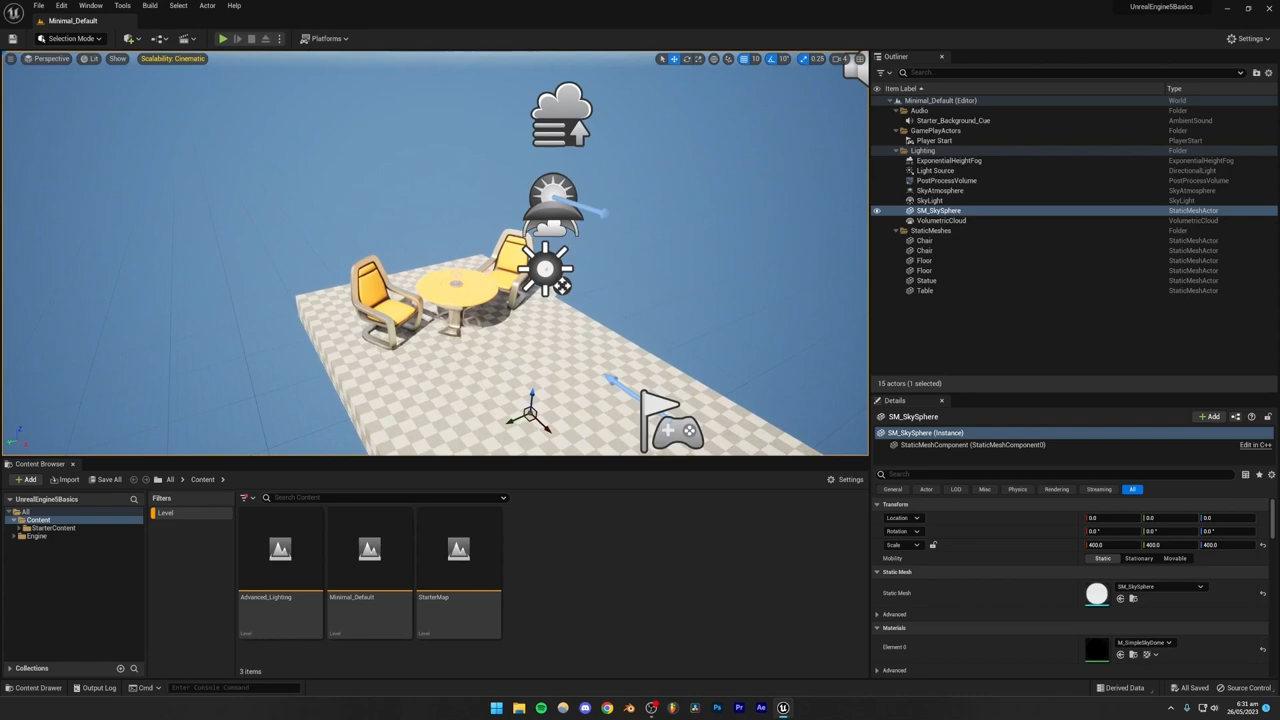 File Edit Window Tools Build Select Actor Help
UnrealEngine5Basics
Minimal_Default
Selection Mode
Platforms
Settings
Perspective Lit Show Scalability: Cinematic
10 10° 0.25 4
Outliner
Search...
Item Label Type
Minimal_Default (Editor) World
Audio Folder
Starter_Background_Cue AmbientSound
GamePlayActors Folder
Player Start PlayerStart
Lighting Folder
ExponentialHeightFog ExponentialHeightFog
Light Source DirectionalLight
PostProcessVolume PostProcessVolume
SkyAtmosphere SkyAtmosphere
SkyLight SkyLight
SM_SkySphere StaticMeshActor
VolumetricCloud VolumetricCloud
StaticMeshes Folder
Chair StaticMeshActor
Chair StaticMeshActor
Floor StaticMeshActor
Floor StaticMeshActor
Statue StaticMeshActor
Table StaticMeshActor
15 actors (1 selected)
Details
SM_SkySphere
Add
SM_SkySphere (Instance)
StaticMeshComponent (StaticMeshComponent0) Edit in C++
Search
General Actor LOD Misc Physics Rendering Streaming All
Transform
Location 0.0 0.0 0.0
Rotation 0.0 ° 0.0 ° 0.0 °
Scale 400.0 400.0 400.0
Mobility Static Stationary Movable
Static Mesh
Static Mesh SM_SkySphere
Advanced
Materials
Element 0 M_SimpleSkyDome
Advanced
Content Browser
Add Import Save All All Content Settings
UnrealEngine5Basics
All
Content
StarterContent
Engine
Filters
Level
Search Content
Advanced_Lighting
Level
Minimal_Default
Level
StarterMap
Level
3 items
Collections
Content Drawer Output Log Cmd Enter Console Command
Derived Data All Saved Source Control
Ps Pr Ae
6:31 am
26/05/2023